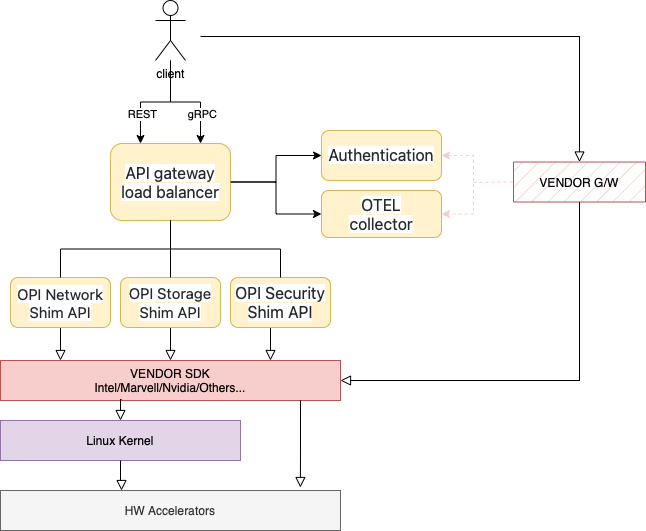 client
REST
gRPC
API gateway
load balancer
Authentication
VENDOR G/W
OTEL
collector
OPI Network
Shim API
OPI Storage
Shim API
OPI Security
Shim API
VENDOR SDK
Intel/Marvell/Nvidia/Others...
Linux Kernel
HW Accelerators